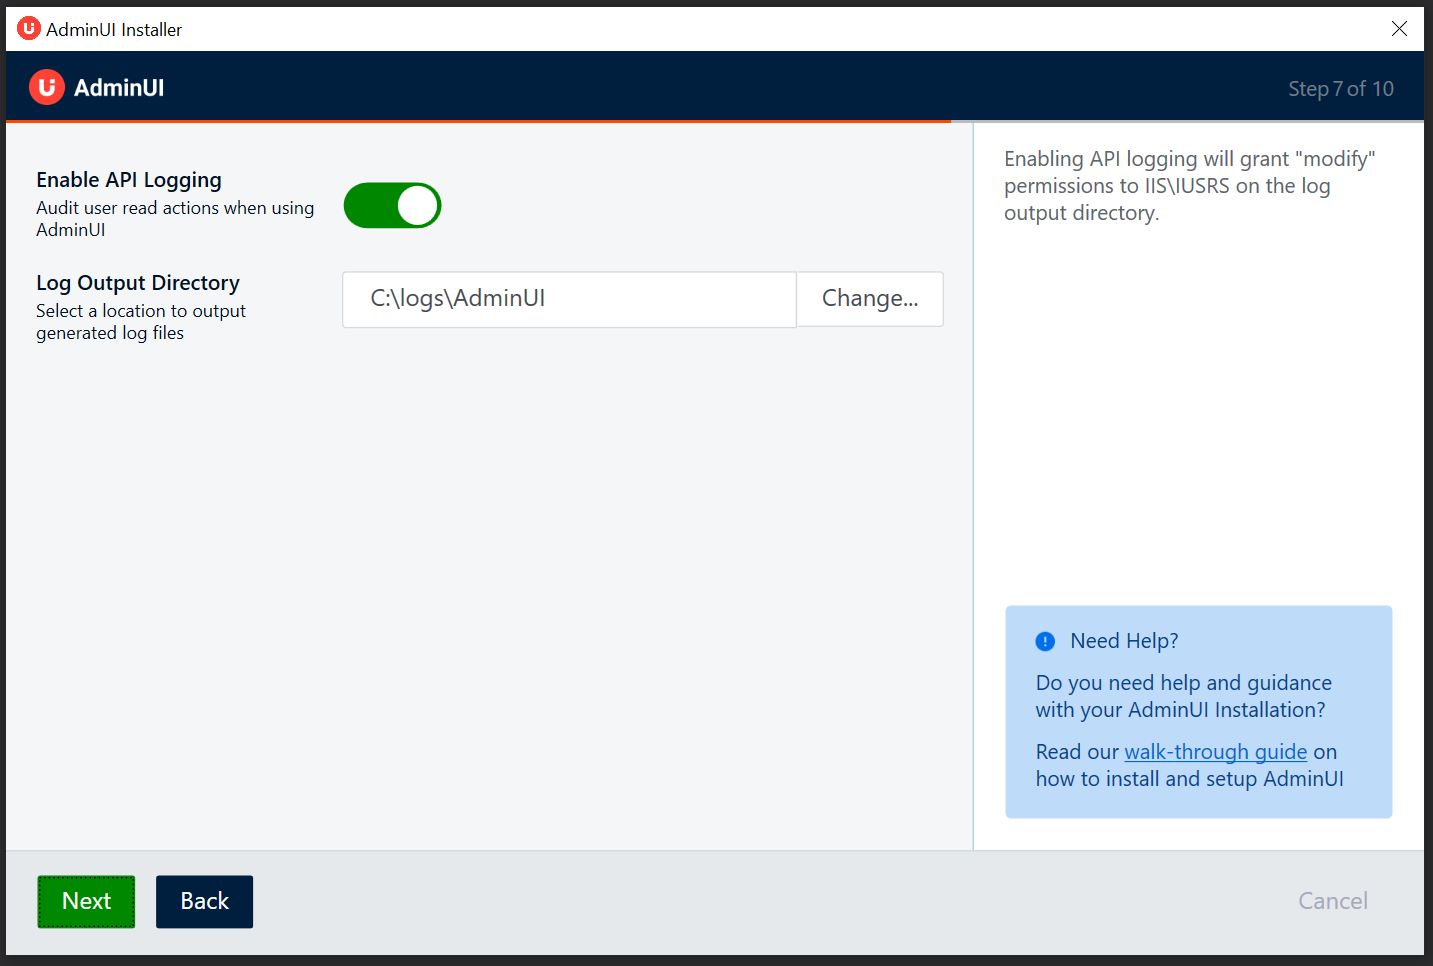 AdminUI Installer
AdminUI
Step 7 of 10
Enable API Logging
Audit user read actions when using
AdminUI
Log Output Directory
Select a location to output
generated log files
C:\logs\AdminUI
Change...
Enabling API logging will grant "modify"
permissions to IIS\IUSRS on the log
output directory.
Need Help?
Do you need help and guidance
with your AdminUI Installation?
Read our walk-through guide on
how to install and setup AdminUI
Next
Back
Cancel